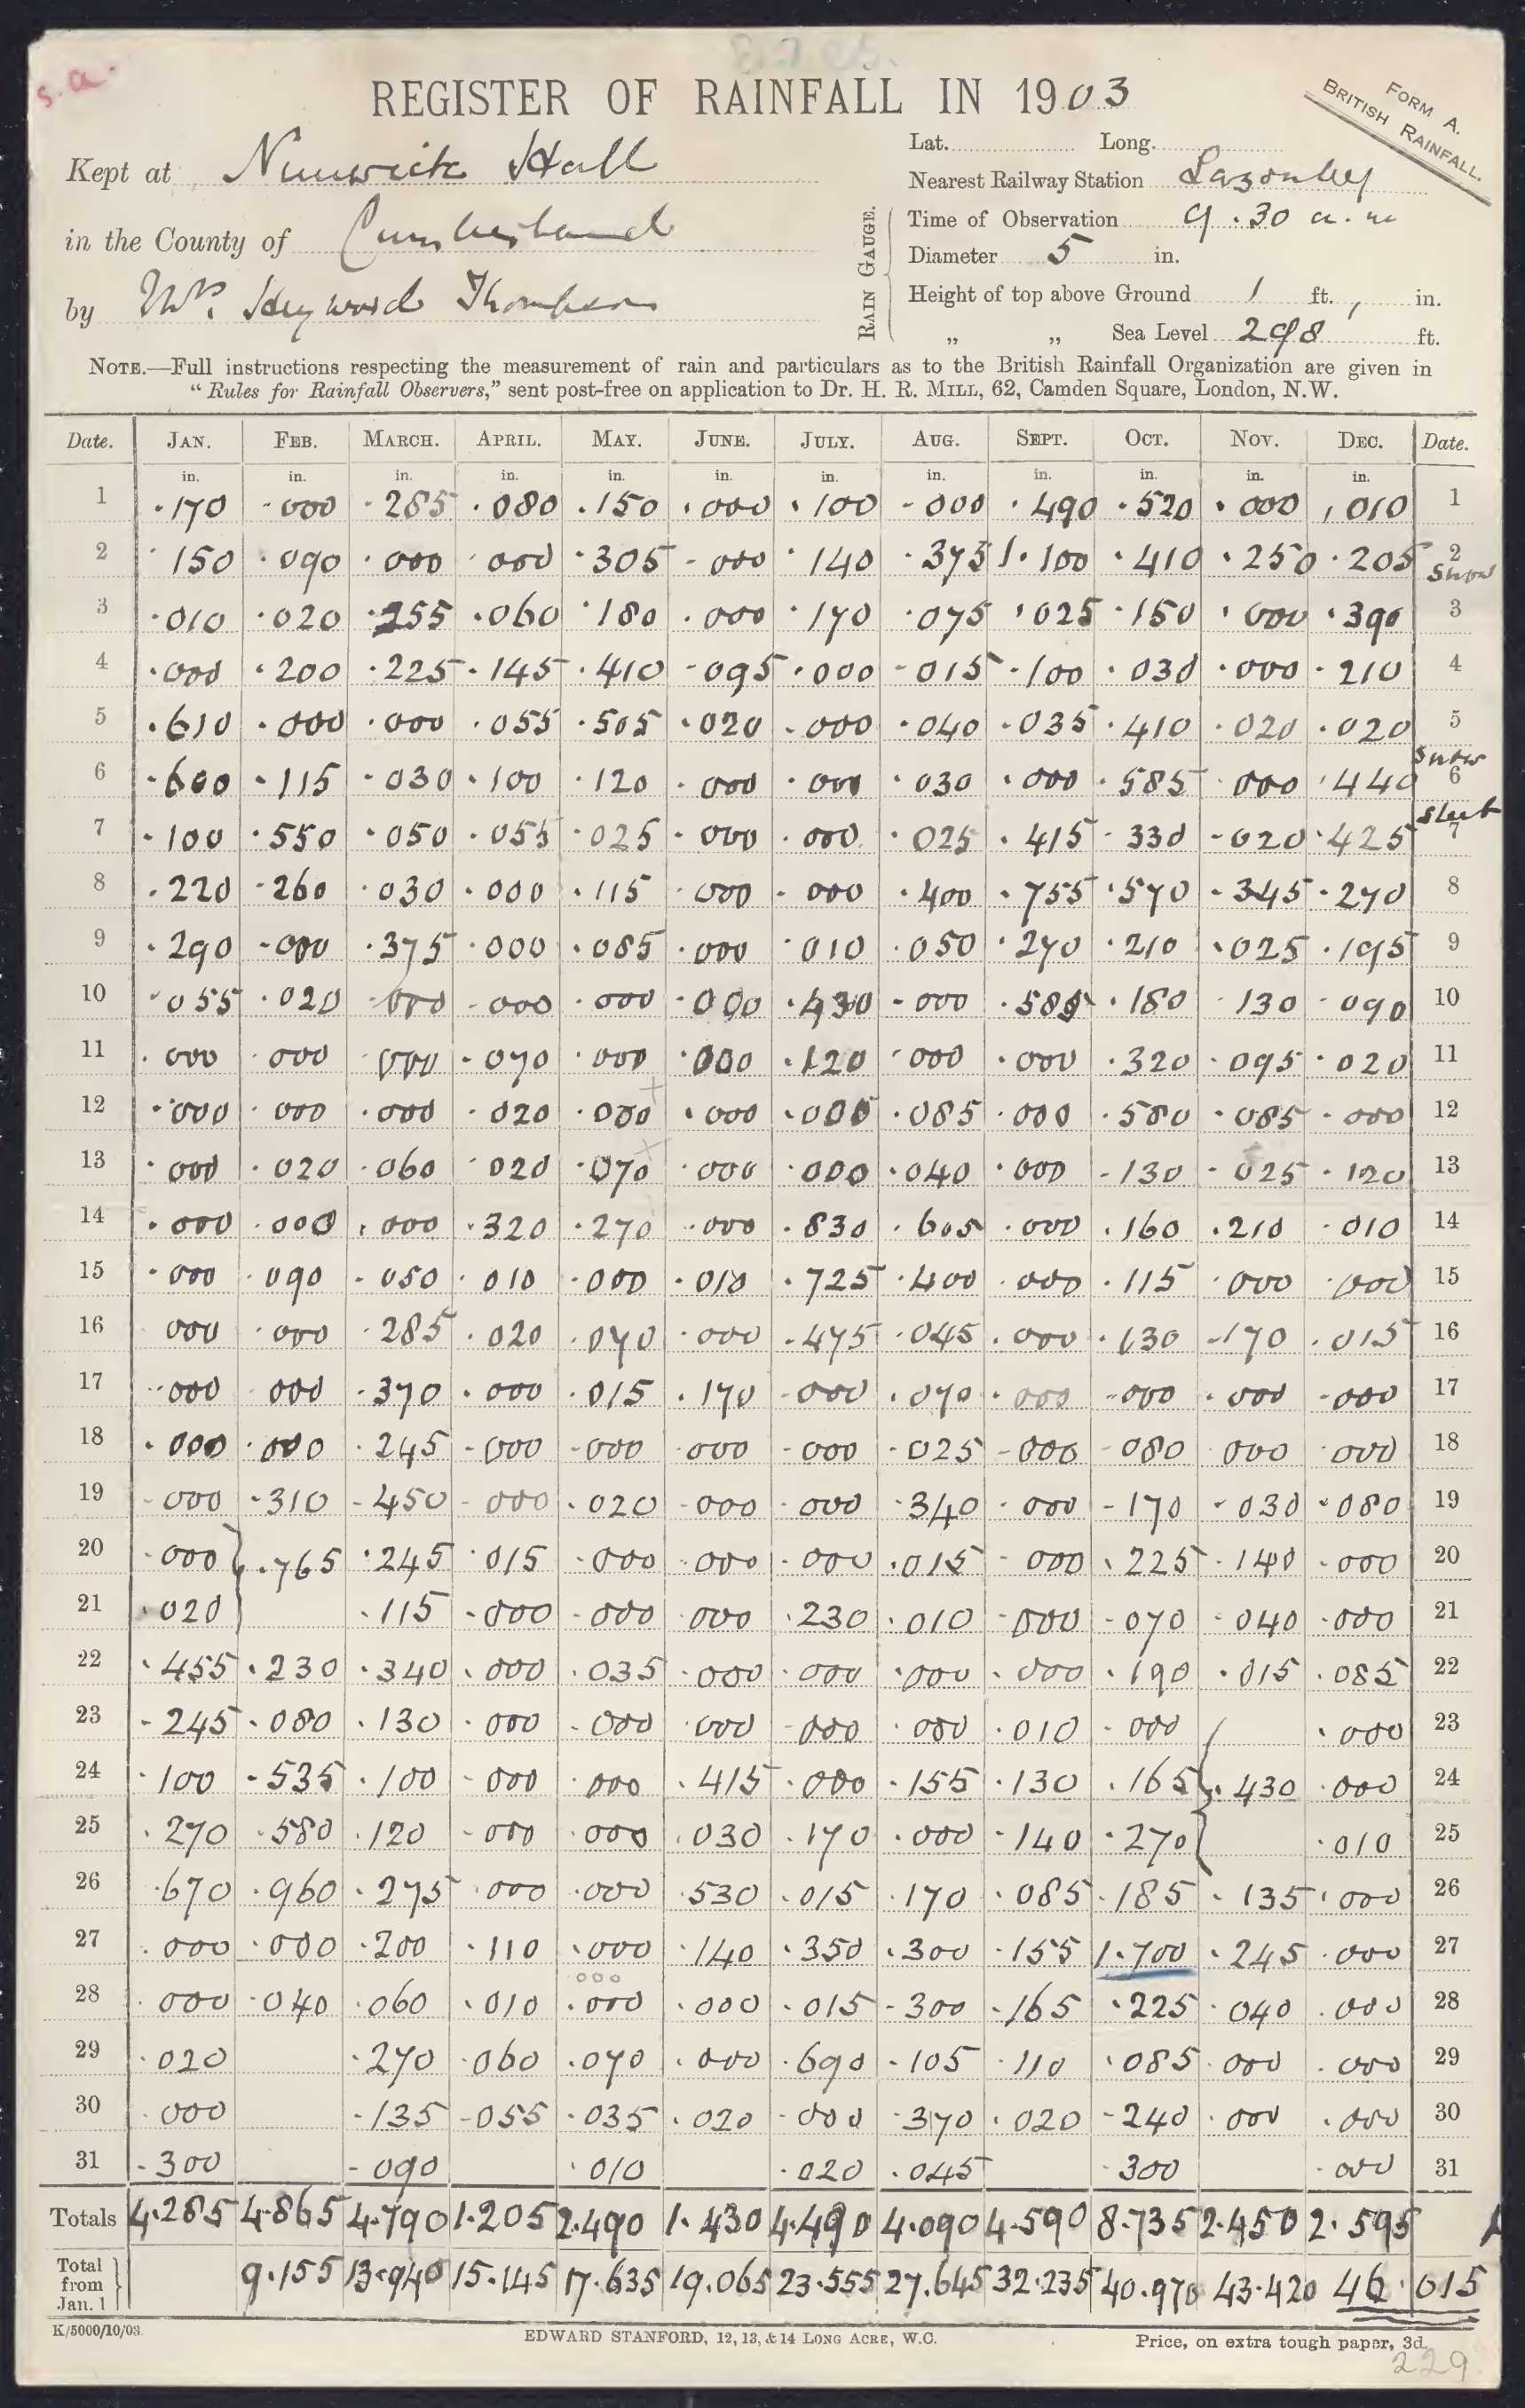 s.a.
REGISTER OF RAINFALL IN 1903
FORM A.
BRITISH RAINFALL.
Kept at Nunwick Hall
in the County of Cumberland
by Mrs. Heywood Thompson
Lat. Long.
Nearest Railway Station Lazonby
RAIN GAUGE.
Time of Observation 9.30 a.m
Diameter 5 in.
Height of top above Ground 1 ft. , in.
„ „ Sea Level 298 ft.
NOTE.—Full instructions respecting the measurement of rain and particulars as to the British Rainfall Organization are given in
"Rules for Rainfall Observers," sent post-free on application to Dr. H. R. MILL, 62, Camden Square, London, N.W.
Date. JAN. FEB. MARCH. APRIL. MAY. JUNE. JULY. AUG. SEPT. OCT. NOV. DEC. Date.
in. in. in. in. in. in. in. in. in. in. in. in.
1 .170 .000 .285 .080 .150 .000 .100 .000 .490 .520 .000 .010 1
2 .150 .090 .000 .000 .305 .000 .140 .375 1.100 .410 .250 .205 2 Snow
3 .010 .020 .255 .060 .180 .000 .170 .075 .025 .150 .000 .390 3
4 .000 .200 .225 .145 .410 .095 .000 .015 .100 .030 .000 .210 4
5 .610 .000 .000 .055 .505 .020 .000 .040 .035 .410 .020 .020 5
6 .600 .115 .030 .100 .120 .000 .000 .030 .000 .585 .000 .440 Snow 6
7 .100 .550 .050 .055 .025 .000 .000 .025 .415 .330 .020 .425 Sleet 7
8 .220 .260 .030 .000 .115 .000 .000 .400 .755 .570 .345 .270 8
9 .290 .000 .375 .000 .085 .000 .010 .050 .270 .210 .025 .195 9
10 .055 .020 .000 .000 .000 .000 .430 .000 .585 .180 .130 .090 10
11 .000 .000 .000 .070 .000 .000 .120 .000 .000 .320 .095 .020 11
12 .000 .000 .000 .020 .000 .000 .000 .085 .000 .580 .085 .000 12
13 .000 .020 .060 .020 .070 .000 .000 .040 .000 .130 .025 .120 13
14 .000 .000 .000 .320 .270 .000 .830 .605 .000 .160 .210 .010 14
15 .000 .090 .050 .010 .000 .010 .725 .400 .000 .115 .000 .000 15
16 000 .000 .285 .020 .070 .000 .475 .045 .000 .130 .170 .015 16
17 .000 000 .370 .000 .015 .170 .000 .070 .000 .000 .000 .000 17
18 .000 .000 .245 .000 .000 .000 .000 .025 .000 .080 000 .000 18
19 .000 .310 .450 .000 .020 .000 .000 .340 .000 .170 .030 .080 19
20 .000 } .765 .245 .015 .000 .000 .000 .015 .000 .225 .140 .000 20
21 .020 .115 .000 .000 .000 .230 .010 .000 .070 .040 .000 21
22 .455 .230 .340 .000 .035 .000 .000 .000 .000 .190 .015 .085 22
23 .245 .080 .130 .000 .000 .000 .000 .000 .010 .000 .000 23
24 .100 .535 .100 .000 .000 .415 .000 .155 .130 .165 } .430 .000 24
25 .270 .580 .120 .000 .000 .030 .170 .000 .140 .270 .010 25
26 .670 .960 .275 .000 .000 .530 .015 .170 .085 .185 .135 .000 26
27 .000 .000 .200 .110 .000 .140 .350 .300 .155 1.700 .245 .000 27
000
28 .000 .040 .060 .010 .000 .000 .015 .300 .165 .225 .040 .000 28
29 .020 .270 .060 .070 .000 .690 .105 .110 .085 .000 .000 29
30 .000 .135 .055 .035 .020 .000 .370 .020 .240 .000 .000 30
31 .300 .090 .010 .020 .045 .300 .000 31
Totals 4.285 4.865 4.790 1.205 2.490 1.430 4.490 4.090 4.590 8.735 2.450 2.595
Total from Jan. 1 } 9.155 13.940 15.145 17.635 19.065 23.555 27.645 32.235 40.970 43.420 46.015
K/5000/10/03.
EDWARD STANFORD, 12, 13, & 14 LONG ACRE, W.C.
Price, on extra tough paper, 3d.
229